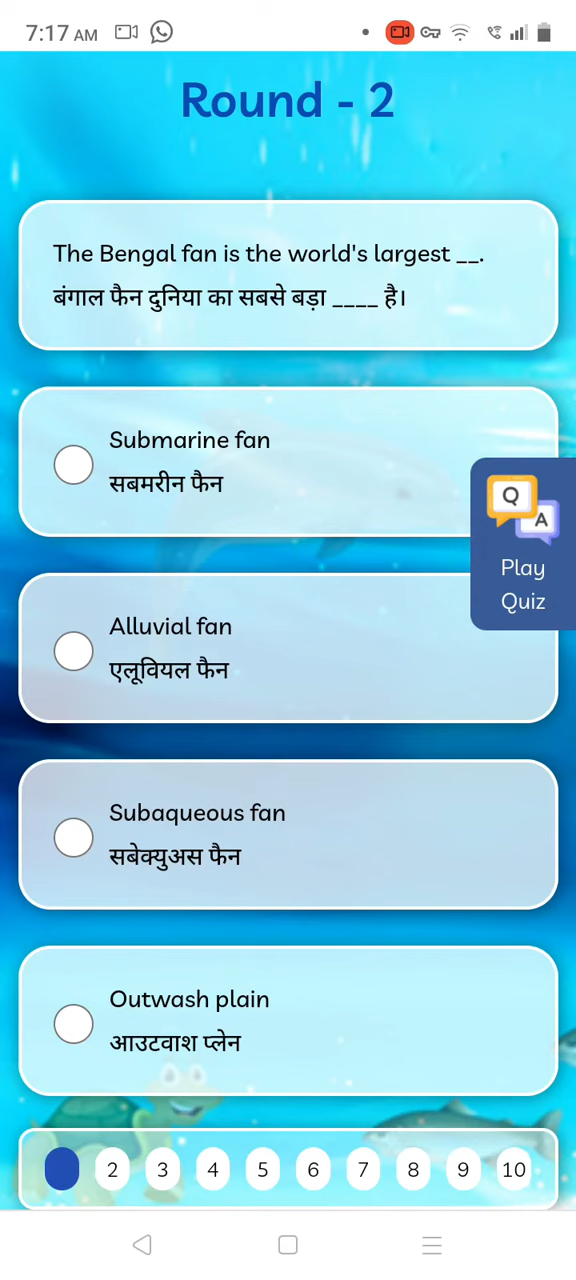 7:17 AM
Round - 2
The Bengal fan is the world's largest __.
बंगाल फैन दुनिया का सबसे बड़ा ____ है।
Submarine fan
सबमरीन फैन
Q
A
Play
Quiz
Alluvial fan
एलूवियल फैन
Subaqueous fan
सबेक्युअस फैन
Outwash plain
आउटवाश प्लेन
2 3 4 5 6 7 8 9 10